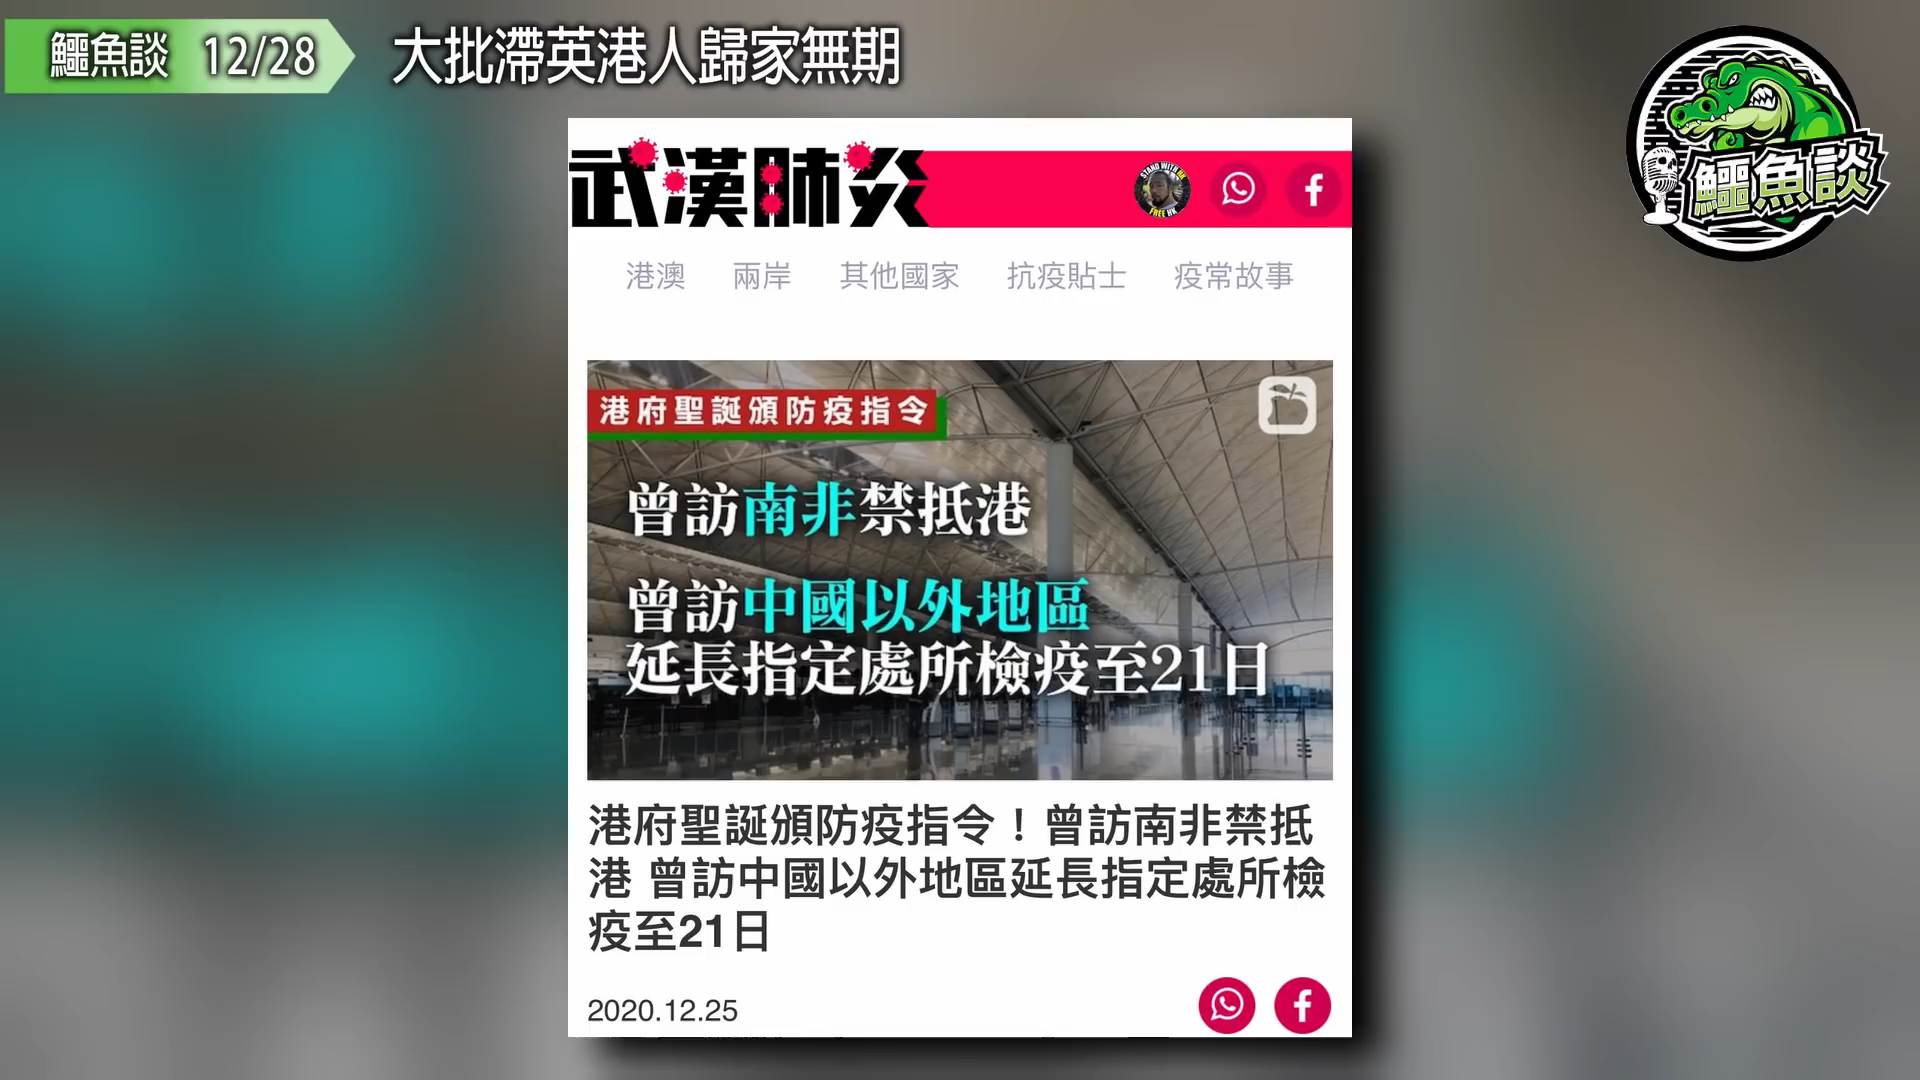 鱷魚談 12/28 大批滯英港人歸家無期
鱷魚談
武漢肺炎
STAND WITH HK
FREE HK
港澳 兩岸 其他國家 抗疫貼士 疫常故事
港府聖誕頒防疫指令
曾訪南非禁抵港
曾訪中國以外地區
延長指定處所檢疫至21日
港府聖誕頒防疫指令！曾訪南非禁抵
港 曾訪中國以外地區延長指定處所檢
疫至21日
2020.12.25